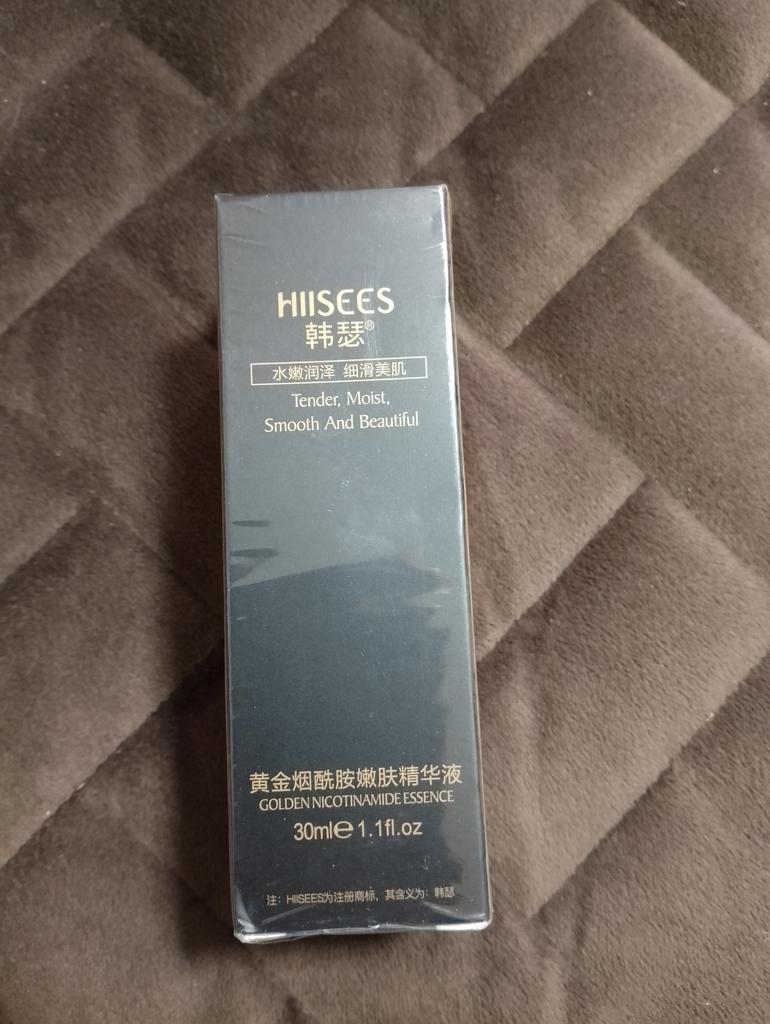 HIISEES
韩瑟®
水嫩润泽 细滑美肌
Tender, Moist,
Smooth And Beautiful
黄金烟酰胺嫩肤精华液
GOLDEN NICOTINAMIDE ESSENCE
30ml℮1.1fl.oz
注：HIISEES为注册商标，其含义为：韩瑟